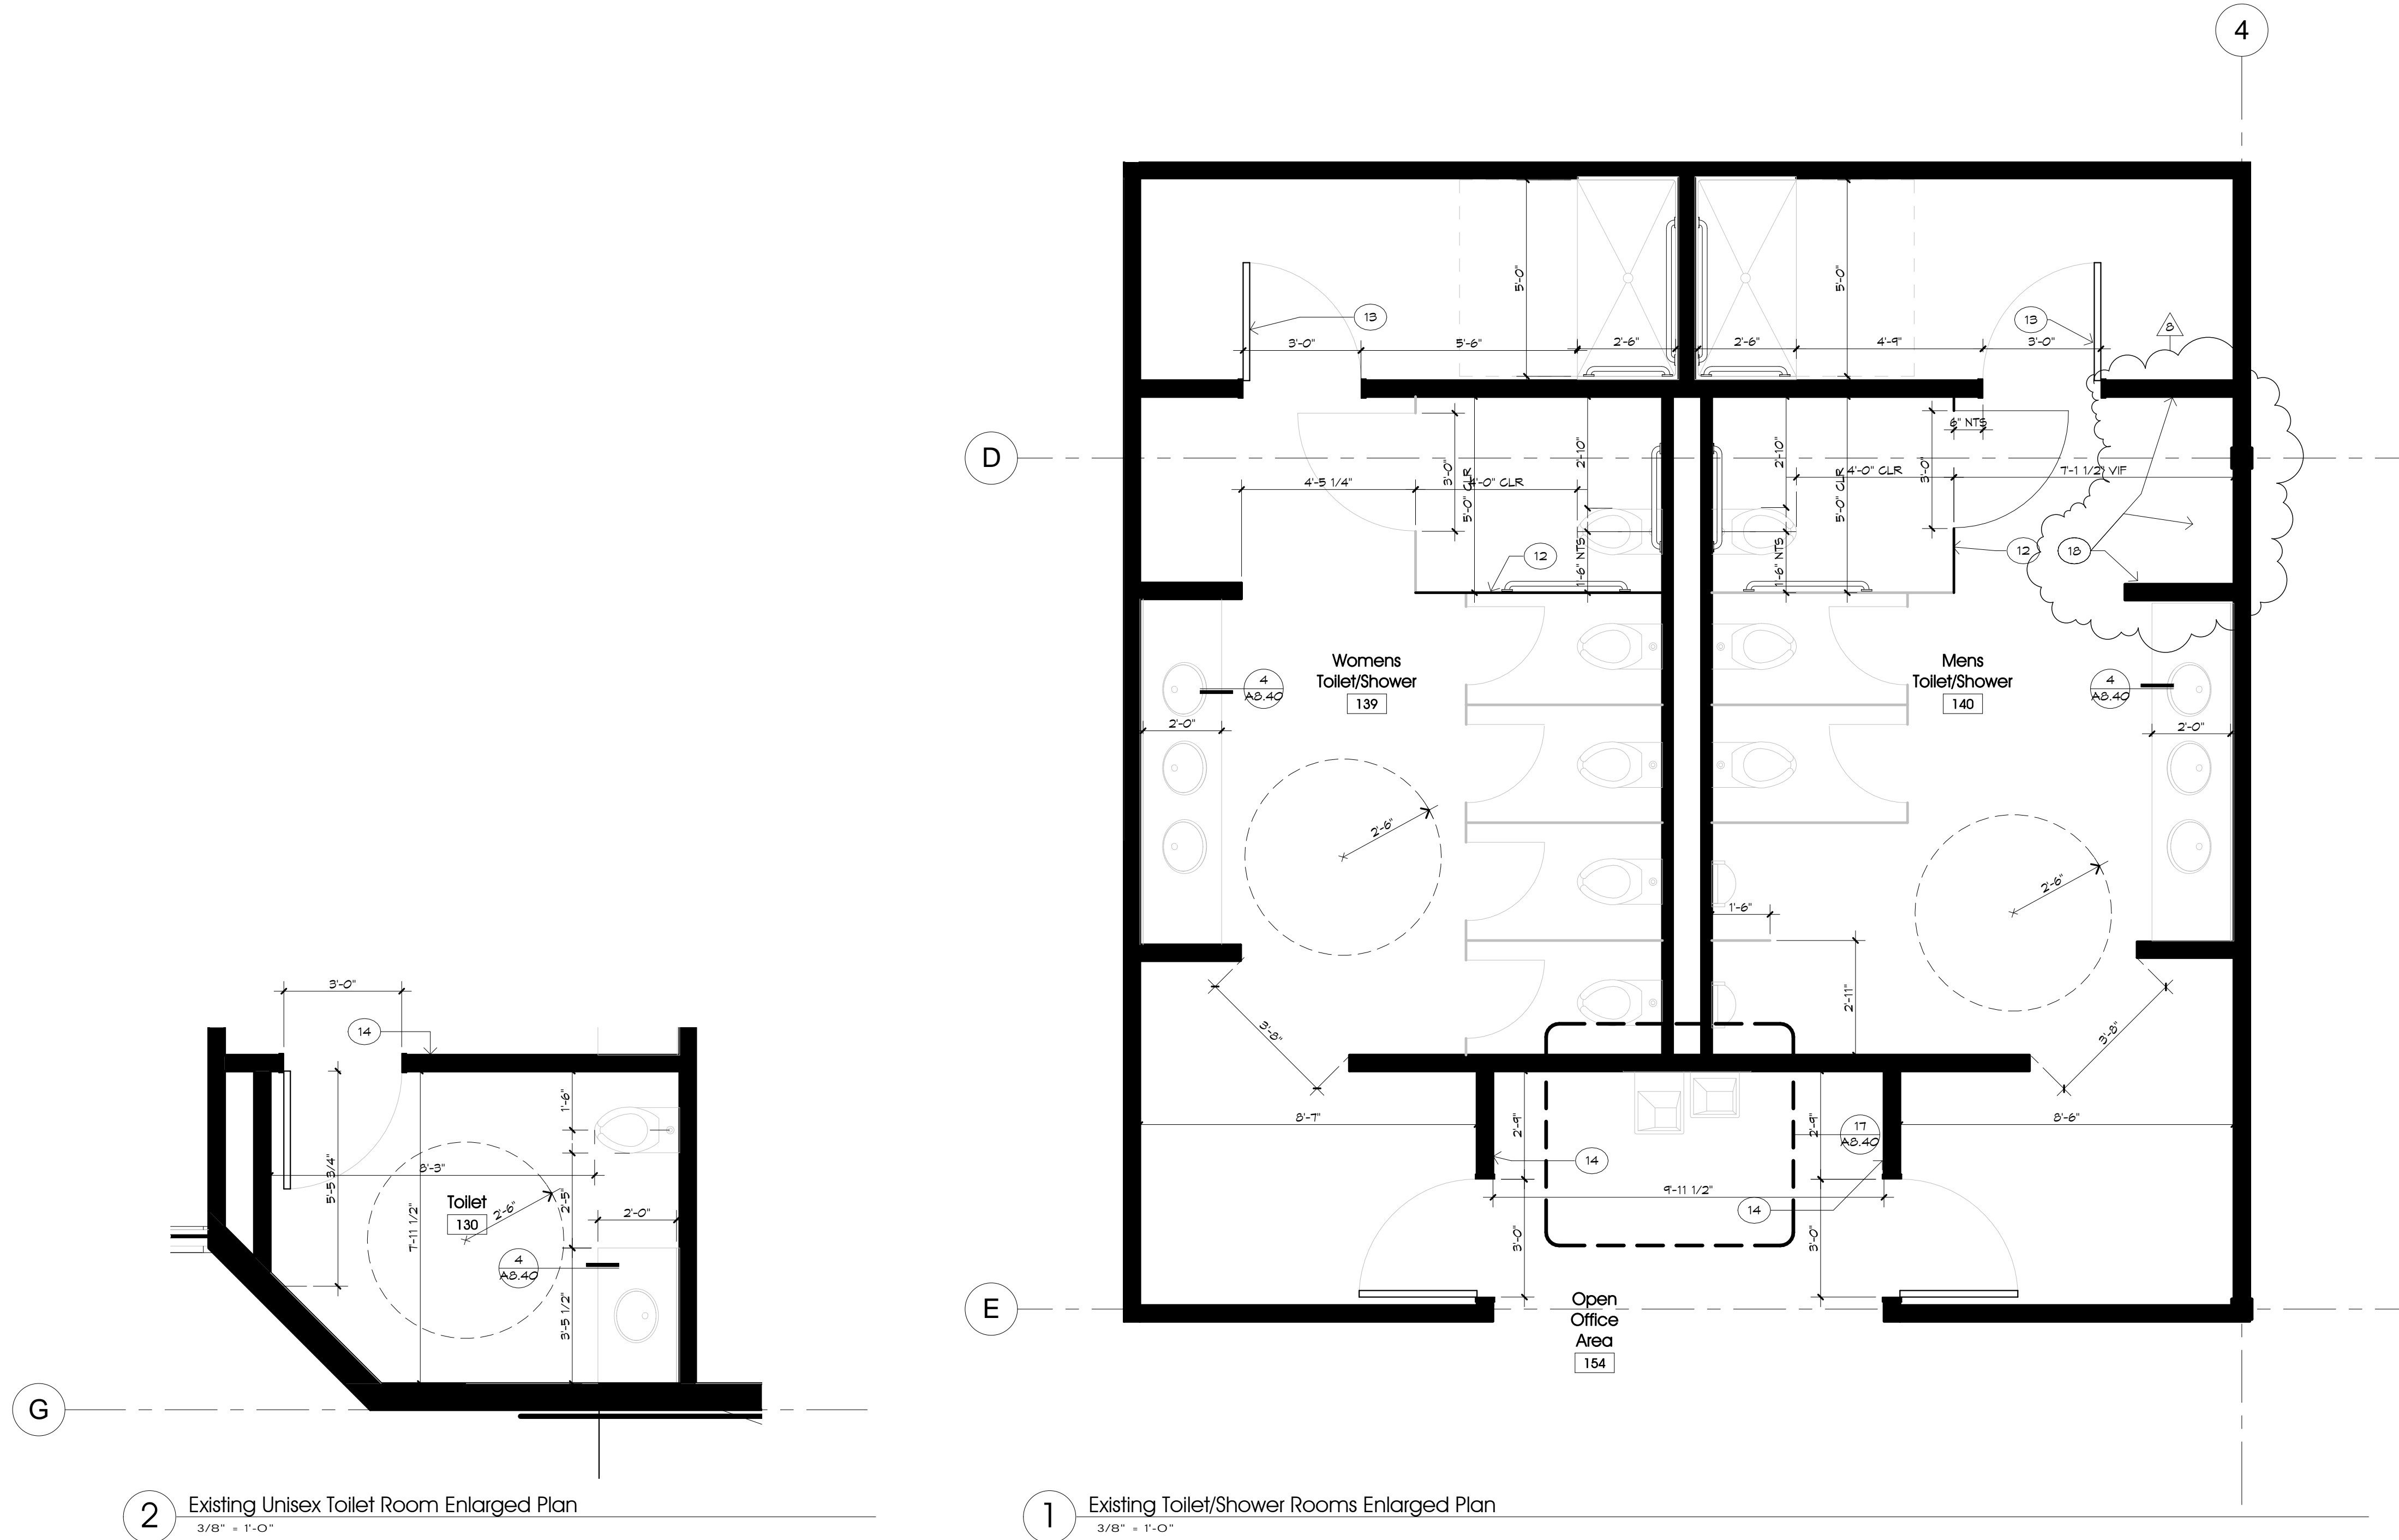 4
5'-0"
5'-0"
13
13
8
3'-0"
5'-6"
2'-6"
2'-6"
4'-9"
3'-0"
6" NTS
D
2'-10"
2'-10"
3'-0"
5'-0" CLR
5'-0" CLR
3'-0"
4'-5 1/4"
4'-0" CLR
4'-0" CLR
7'-1 1/2" VIF
1'-6" NTS
1'-6" NTS
12
12
18
Womens
Toilet/Shower
139
Mens
Toilet/Shower
140
4
A8.40
4
A8.40
2'-0"
2'-0"
2'-6"
2'-6"
1'-6"
2'-11"
3'-8"
3'-8"
8'-7"
2'-9"
2'-9"
17
A8.40
8'-6"
14
9'-11 1/2"
14
3'-0"
3'-0"
E
Open
Office
Area
154
1
Existing Toilet/Shower Rooms Enlarged Plan
3/8" = 1'-0"
3'-0"
14
1'-6"
8'-3"
5'-5 3/4"
7'-11 1/2"
Toilet
130
2'-6"
2'-5"
2'-0"
4
A8.40
3'-5 1/2"
G
2
Existing Unisex Toilet Room Enlarged Plan
3/8" = 1'-0"